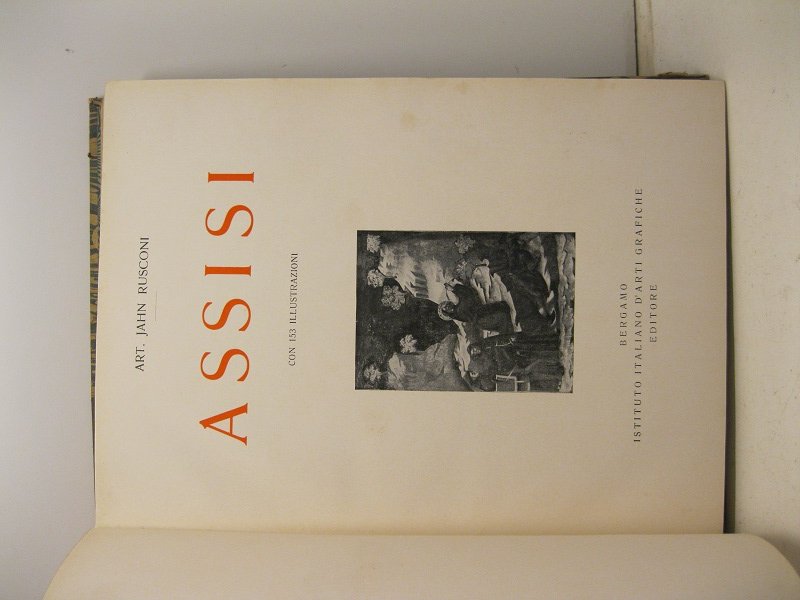 ART. JAHN RUSCONI
ASSISI
CON 153 ILLUSTRAZIONI
BERGAMO
ISTITUTO ITALIANO D'ARTI GRAFICHE
EDITORE